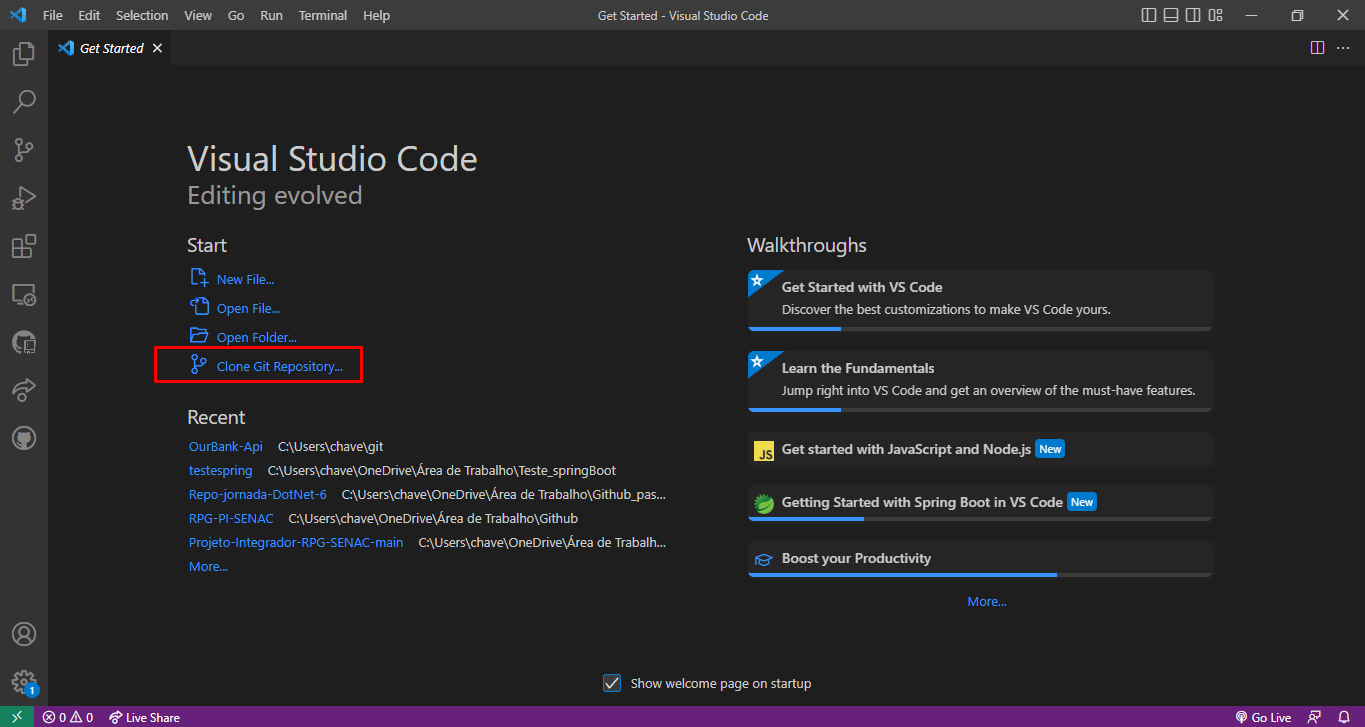 File Edit Selection View Go Run Terminal Help
Get Started - Visual Studio Code
Get Started
Visual Studio Code
Editing evolved
Start
New File...
Open File...
Open Folder...
Clone Git Repository...
Recent
OurBank-Api C:\Users\chave\git
testespring C:\Users\chave\OneDrive\Área de Trabalho\Teste_springBoot
Repo-jornada-DotNet-6 C:\Users\chave\OneDrive\Área de Trabalho\Github_pas...
RPG-PI-SENAC C:\Users\chave\OneDrive\Área de Trabalho\Github
Projeto-Integrador-RPG-SENAC-main C:\Users\chave\OneDrive\Área de Trabalh...
More...
Walkthroughs
Get Started with VS Code
Discover the best customizations to make VS Code yours.
Learn the Fundamentals
Jump right into VS Code and get an overview of the must-have features.
JS Get started with JavaScript and Node.js New
Getting Started with Spring Boot in VS Code New
Boost your Productivity
More...
Show welcome page on startup
1
0 0 Live Share
Go Live